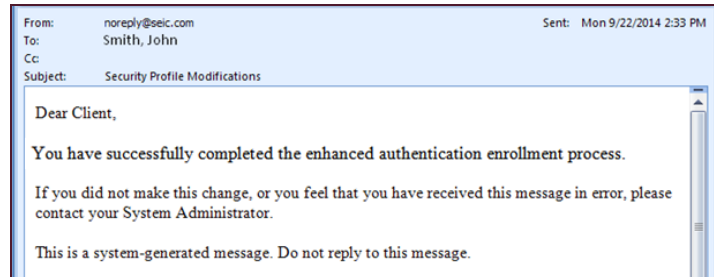 From: noreply@seic.com Sent: Mon 9/22/2014 2:33 PM
To: Smith, John
Cc:
Subject: Security Profile Modifications
Dear Client,
You have successfully completed the enhanced authentication enrollment process.
If you did not make this change, or you feel that you have received this message in error, please
contact your System Administrator.
This is a system-generated message. Do not reply to this message.